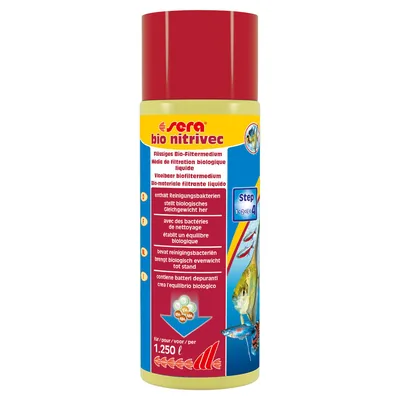 sera
bio nitrivec
Flüssiges Bio-Filtermedium
Média de filtration biologique
liquide
Vloeibaar biofiltermedium
Bio-materiale filtrante liquido
enthält Reinigungsbakterien
stellt biologisches
Gleichgewicht her
avec des bactéries
de nettoyage
établit un équilibre
biologique
bevat reinigingsbacteriën
brengt biologisch evenwicht
tot stand
contiene batteri depuranti
crea l'equilibrio biologico
Step
für / pour / voor / per
1.250 ℓ